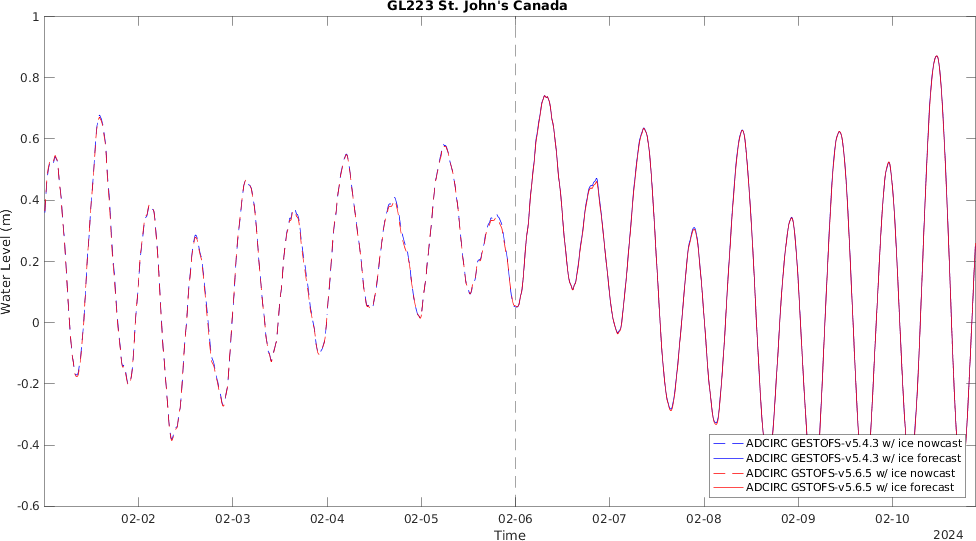 GL223 St. John's Canada
1
0.8
0.6
0.4
0.2
0
-0.2
-0.4
-0.6
Water Level (m)
ADCIRC GESTOFS-v5.4.3 w/ ice nowcast
ADCIRC GESTOFS-v5.4.3 w/ ice forecast
ADCIRC GSTOFS-v5.6.5 w/ ice nowcast
ADCIRC GSTOFS-v5.6.5 w/ ice forecast
02-02 02-03 02-04 02-05 02-06 02-07 02-08 02-09 02-10
Time
2024